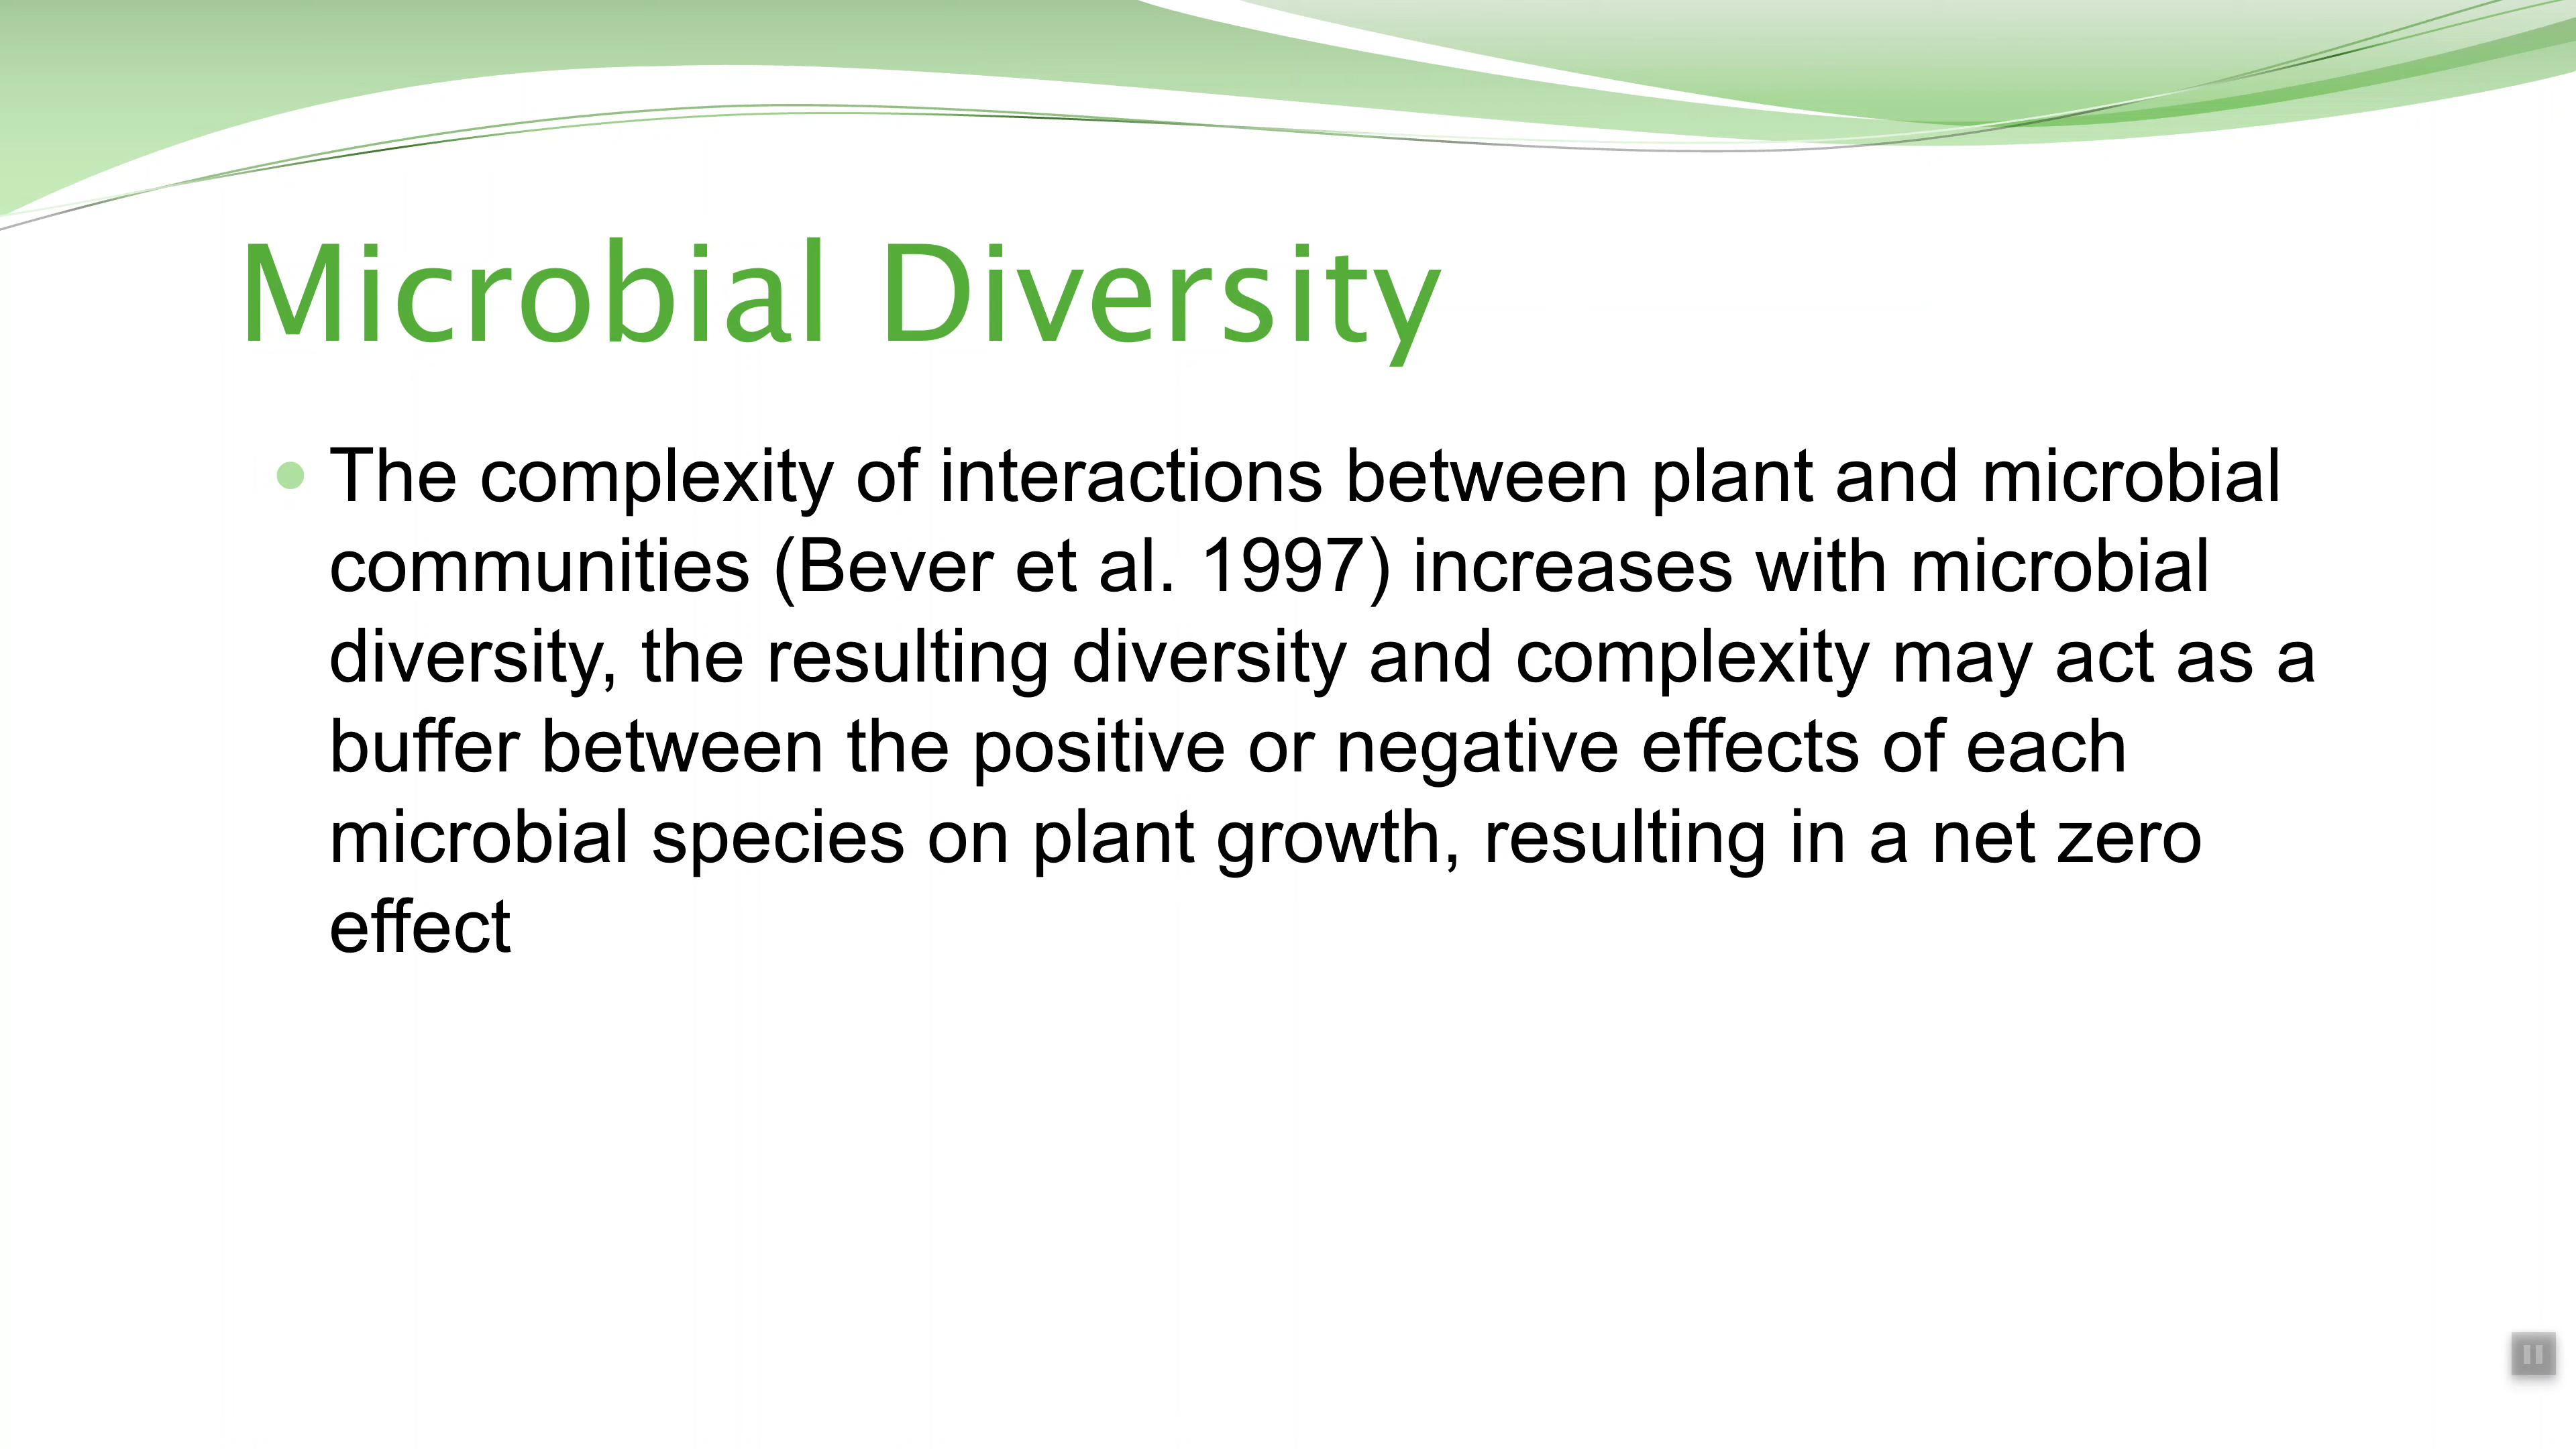 Microbial Diversity
The complexity of interactions between plant and microbial
communities (Bever et al. 1997) increases with microbial
diversity, the resulting diversity and complexity may act as a
buffer between the positive or negative effects of each
microbial species on plant growth, resulting in a net zero
effect